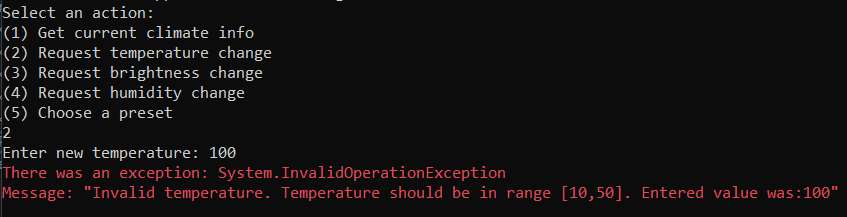 Select an action:
(1) Get current climate info
(2) Request temperature change
(3) Request brightness change
(4) Request humidity change
(5) Choose a preset
2
Enter new temperature: 100
There was an exception: System.InvalidOperationException
Message: "Invalid temperature. Temperature should be in range [10,50]. Entered value was:100"